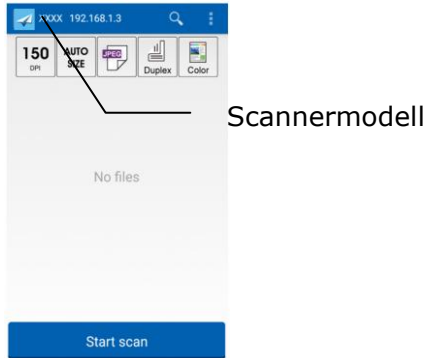 XXXX 192.168.1.3
150 DPI AUTO SIZE JPEG Duplex Color
Scannermodell
No files
Start scan